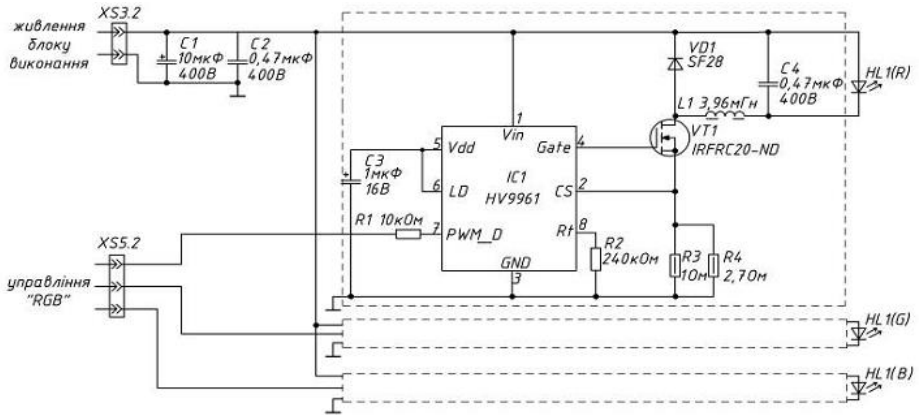 XS3.2
живлення
блоку
виконання
C1
10мкФ
400В
C2
0,47мкФ
400В
VD1
SF28
C4
0,47мкФ
400В
HL1(R)
L1 3,96мГн
VT1
IRFRC20-ND
1
Vin
5
Vdd
Gate
4
C3
1мкФ
16В
6
LD
IC1
HV9961
CS
2
R1 10кОм
7
PWM_D
Rt
8
GND
3
R2
240кОм
R3
1Ом
R4
2,7Ом
XS5.2
управління
"RGB"
HL1(G)
HL1(B)